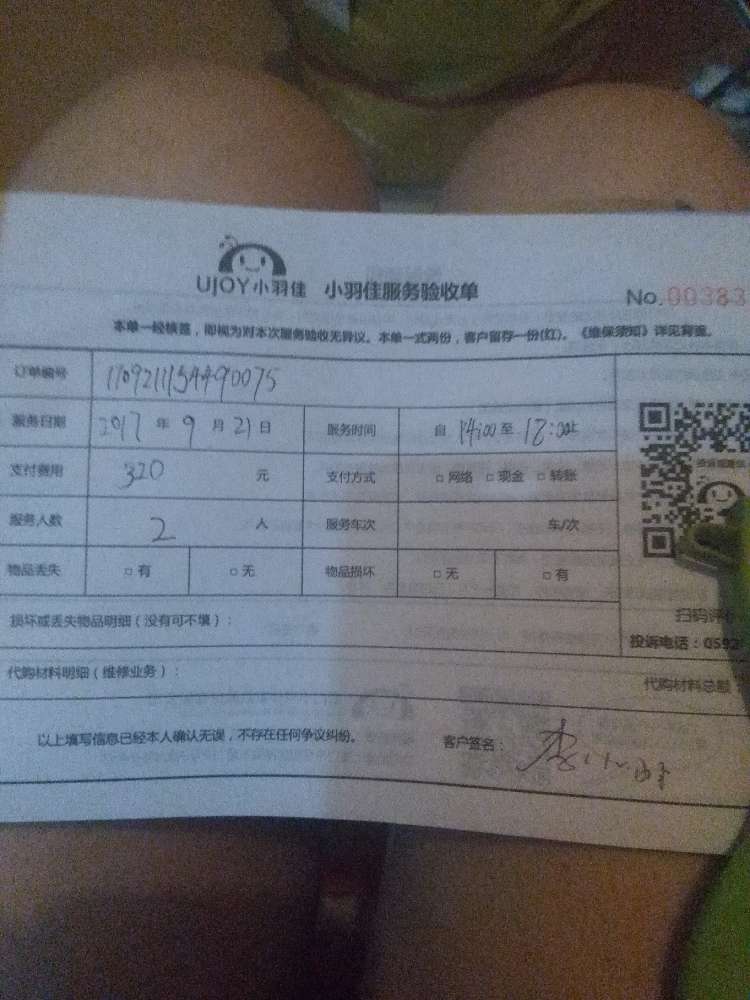 UJOY小羽佳 小羽佳服务验收单
No.00383
本单一经核签，即视为对本次服务验收无异议。本单一式两份，客户留存一份(红)。《维保须知》详见背面。
订单编号 1109211154490075
服务日期 2017 年 9 月 21 日 服务时间 自 14:00 至 18:00 止
支付费用 320 元 支付方式 □ 网络 □ 现金 □ 转账
服务人数 2 人 服务车次 车/次
物品丢失 □ 有 □ 无 物品损坏 □ 无 □ 有
扫码评
损坏或丢失物品明细（没有可不填）：
投诉电话：0592
代购材料明细（维修业务）：
代购材料总额：
以上填写信息已经本人确认无误，不存在任何争议纠纷。 客户签名：